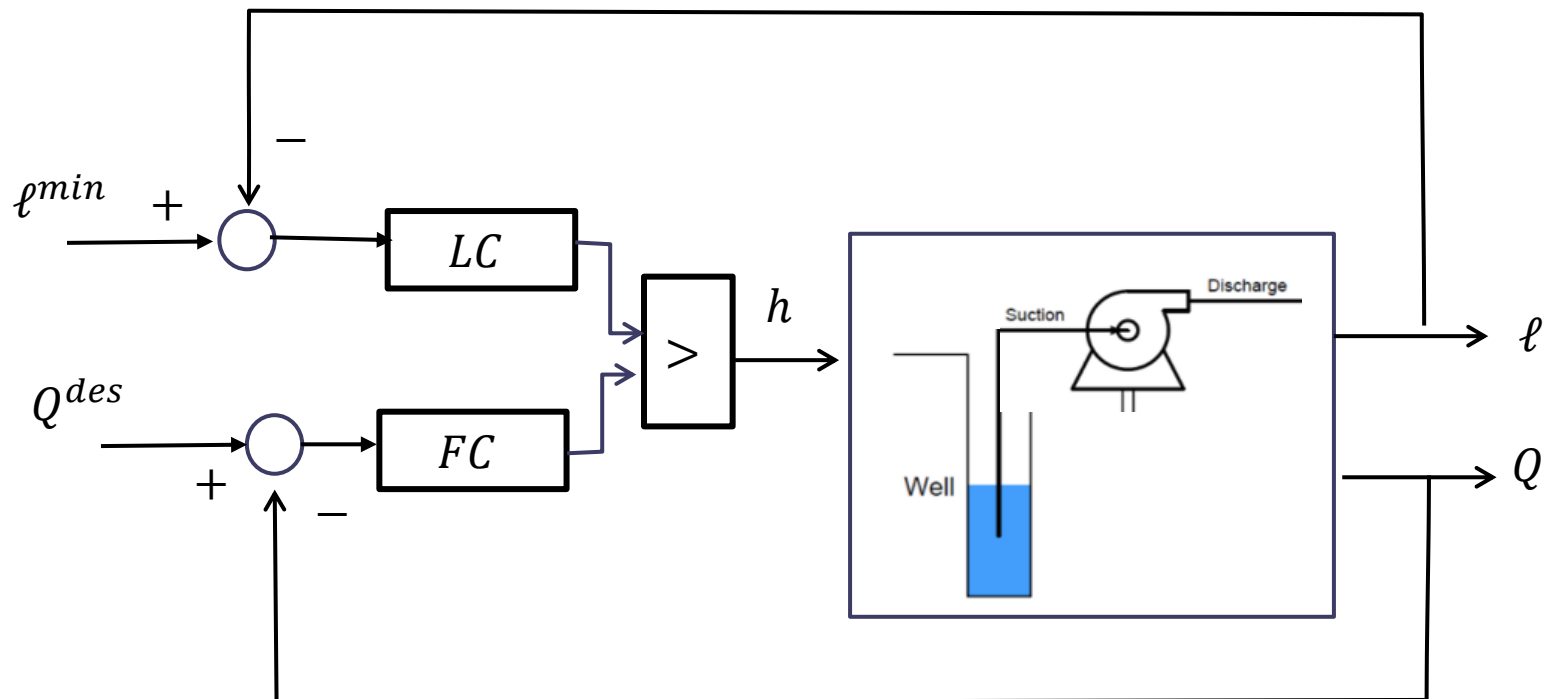 −
ℓ^min
+
LC
h
Discharge
Suction
>
ℓ
Q^des
FC
+
−
Well
Q